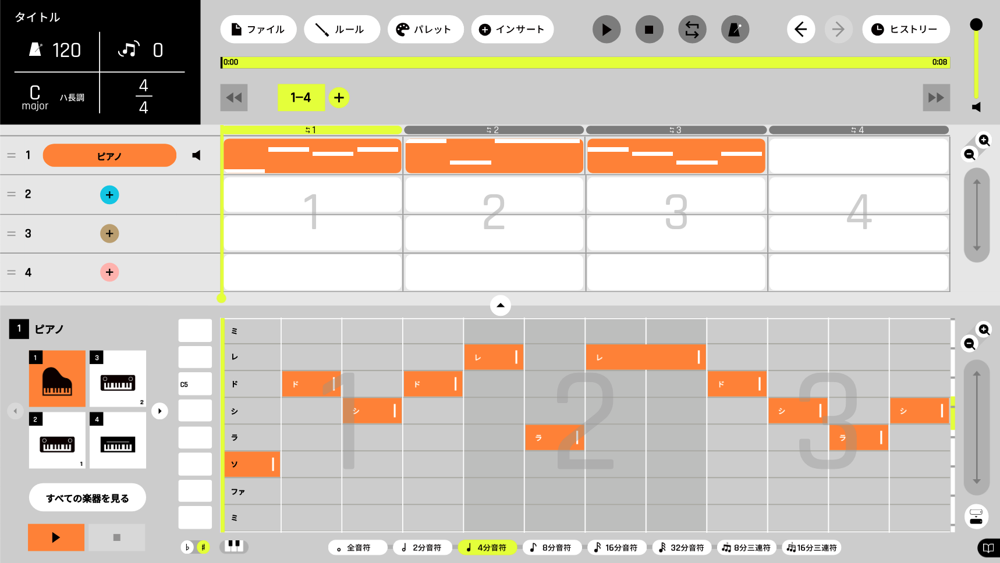 タイトル
120
0
C
major
ハ長調
4
4
ファイル
ルール
パレット
インサート
ヒストリー
0:00
0:08
1–4
1
2
3
4
1
ピアノ
2
3
4
1
2
3
4
1
ピアノ
1
3
2
2
1
4
すべての楽器を見る
C5
ミ
レ
レ
レ
ド
ド
ド
ド
シ
シ
シ
シ
ラ
ラ
ラ
ソ
ファ
ミ
1
2
3
♭
♯
全音符
2分音符
4分音符
8分音符
16分音符
32分音符
8分三連符
16分三連符